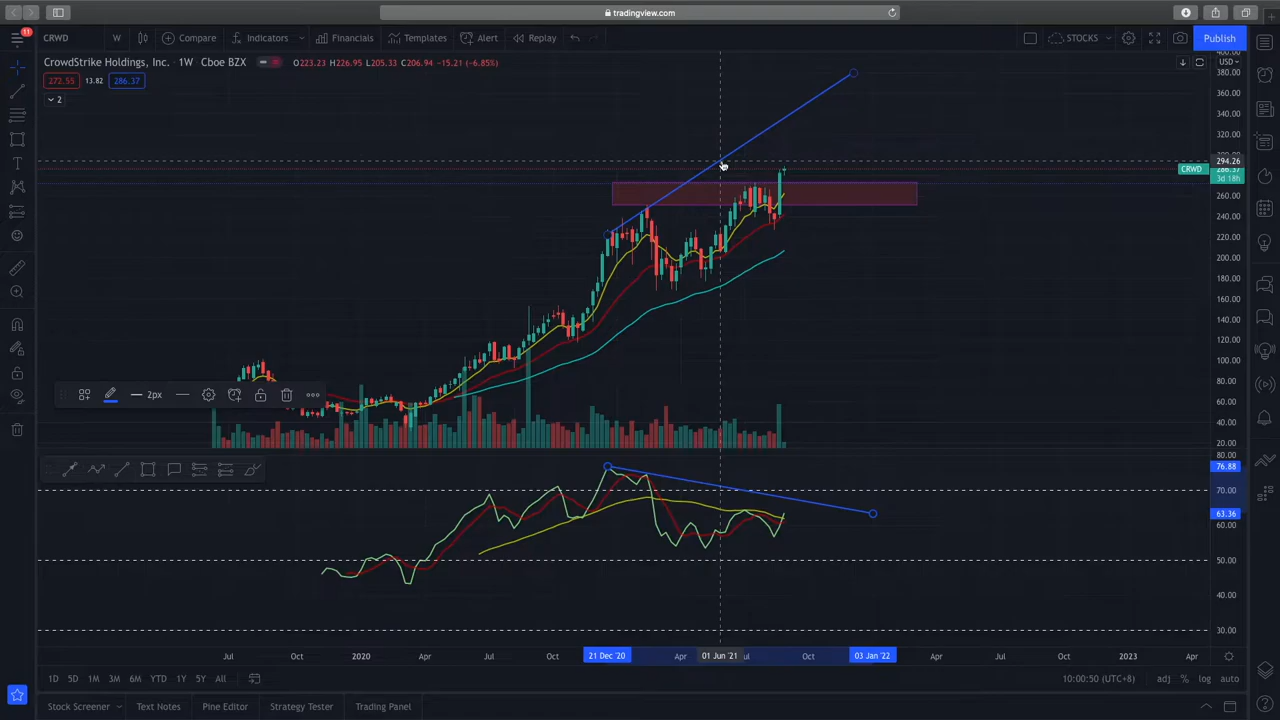 tradingview.com
11
CRWD W Compare Indicators Financials Templates Alert Replay STOCKS Publish
CrowdStrike Holdings, Inc. · 1W · Cboe BZX O223.23 H226.95 L205.33 C206.94 −15.21 (−6.85%)
USD
272.55 13.82 286.37
2
380.00
360.00
340.00
320.00
294.26
CRWD 286.37
3d 18h
260.00
240.00
220.00
200.00
180.00
160.00
140.00
120.00
100.00
80.00
60.00
40.00
20.00
2px
80.00
76.88
70.00
63.36
60.00
50.00
40.00
30.00
Jul Oct 2020 Apr Jul Oct 21 Dec '20 Apr 01 Jun '21 Oct 03 Jan '22 Apr Jul Oct 2023 Apr
1D 5D 1M 3M 6M YTD 1Y 5Y All 10:00:50 (UTC+8) adj % log auto
Stock Screener Text Notes Pine Editor Strategy Tester Trading Panel